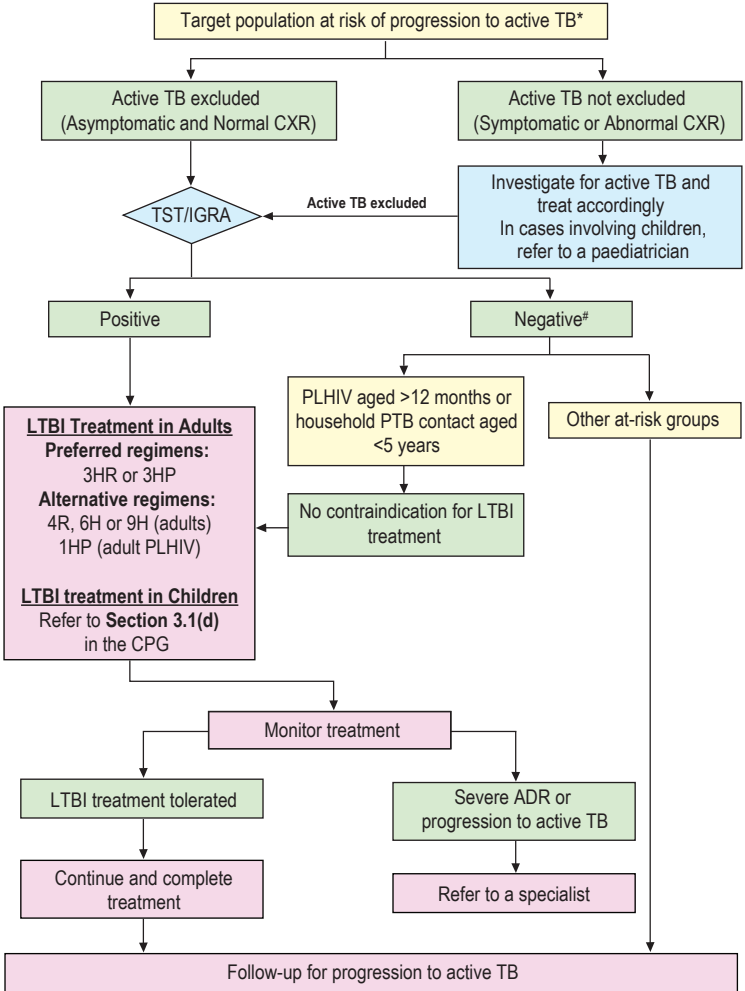 Target population at risk of progression to active TB*
Active TB excluded
(Asymptomatic and Normal CXR)
Active TB not excluded
(Symptomatic or Abnormal CXR)
TST/IGRA
Active TB excluded
Investigate for active TB and
treat accordingly
In cases involving children,
refer to a paediatrician
Positive
Negative#
PLHIV aged >12 months or
household PTB contact aged
<5 years
Other at-risk groups
LTBI Treatment in Adults
Preferred regimens:
3HR or 3HP
Alternative regimens:
4R, 6H or 9H (adults)
1HP (adult PLHIV)
LTBI treatment in Children
Refer to Section 3.1(d)
in the CPG
No contraindication for LTBI
treatment
Monitor treatment
LTBI treatment tolerated
Severe ADR or
progression to active TB
Continue and complete
treatment
Refer to a specialist
Follow-up for progression to active TB